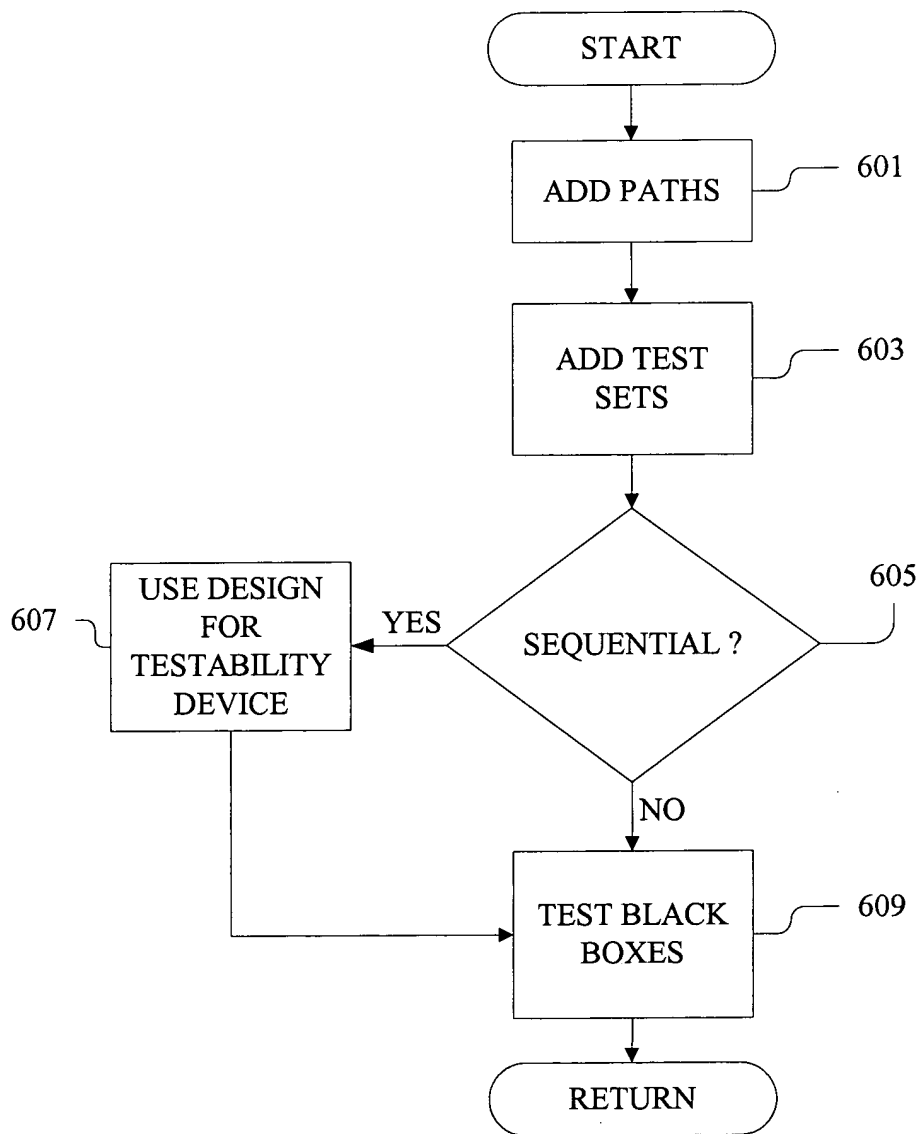 START
ADD PATHS
601
ADD TEST
SETS
603
605
SEQUENTIAL ?
YES
607
USE DESIGN
FOR
TESTABILITY
DEVICE
NO
TEST BLACK
BOXES
609
RETURN